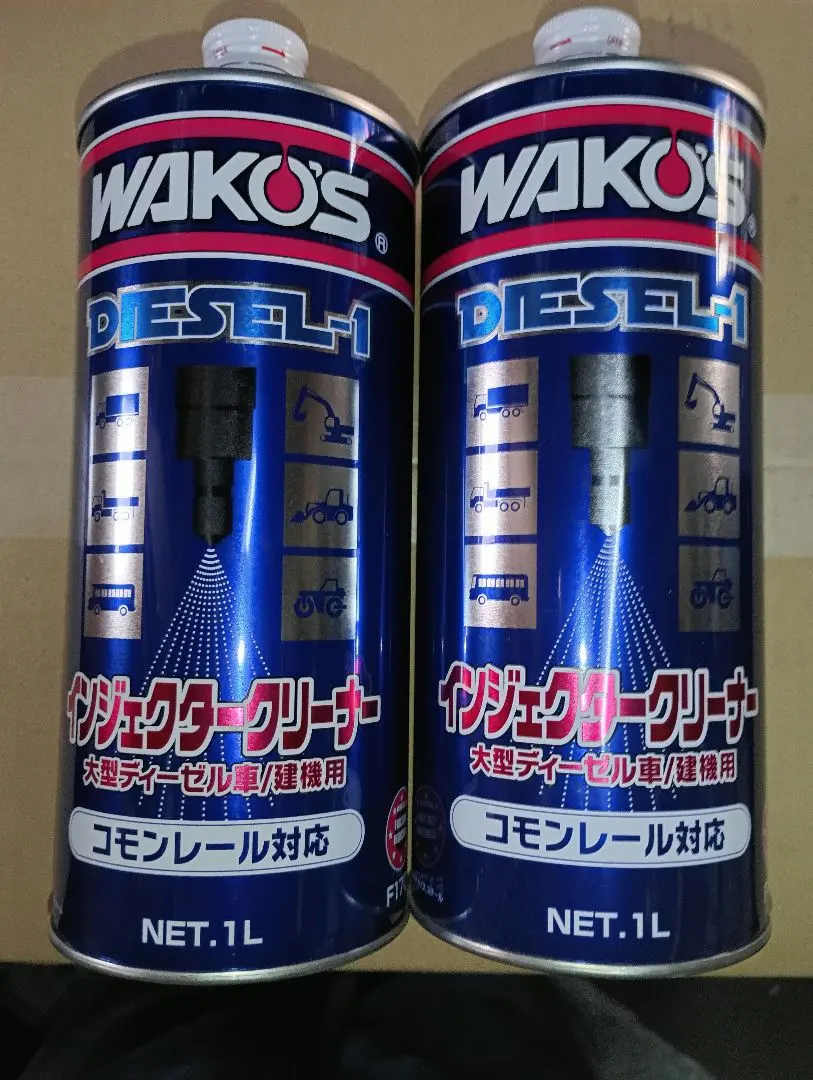 WAKO'S
®
DIESEL-1
インジェクタークリーナー
大型ディーゼル車/建機用
コモンレール対応
F17
NET.1L
WAKO'S
DIESEL-1
インジェクタークリーナー
大型ディーゼル車/建機用
コモンレール対応
NET.1L